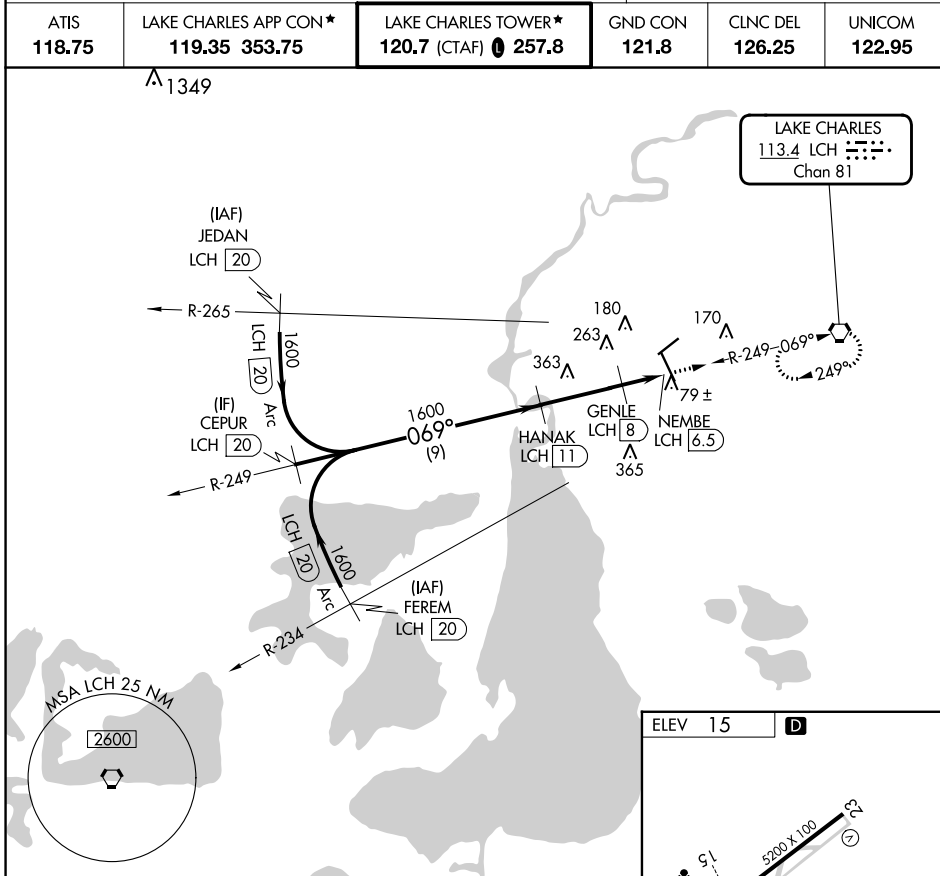 ATIS
118.75
LAKE CHARLES APP CON★
119.35 353.75
LAKE CHARLES TOWER★
120.7 (CTAF) L 257.8
GND CON
121.8
CLNC DEL
126.25
UNICOM
122.95
1349
LAKE CHARLES
113.4 LCH
Chan 81
(IAF)
JEDAN
LCH 20
R-265
1600
LCH 20 Arc
180
263
363
170
R-249
069°
249°
79 ±
(IF)
CEPUR
LCH 20
R-249
1600
069°
(9)
HANAK
LCH 11
GENLE
LCH 8
365
NEMBE
LCH 6.5
LCH 20 Arc
1600
(IAF)
FEREM
LCH 20
R-234
MSA LCH 25 NM
2600
ELEV 15
D
5200 X 100
23
V
15